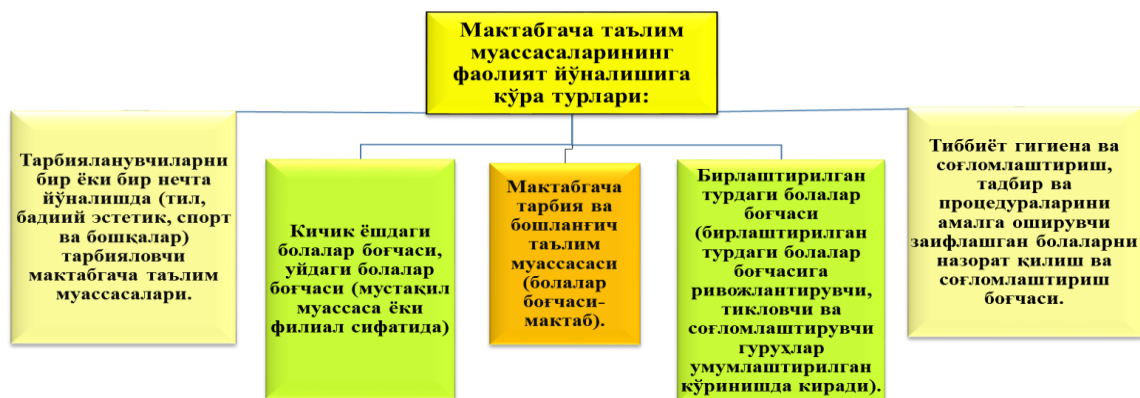 Мактабгача таълим
муассасаларининг
фаолият йўналишига
кўра турлари:
Тарбияланувчиларни
бир ёки бир нечта
йўналишда (тил,
бадиий эстетик, спорт
ва бошқалар)
тарбияловчи
мактабгача таълим
муассасалари.
Кичик ёшдаги
болалар боғчаси,
уйдаги болалар
боғчаси (мустақил
муассаса ёки
филиал сифатида)
Мактабгача
тарбия ва
бошланғич
таълим
муассасаси
(болалар
боғчаси-
мактаб).
Бирлаштирилган
турдаги болалар
боғчаси
(бирлаштирилган
турдаги болалар
боғчасига
ривожлантирувчи,
тикловчи ва
соғломлаштирувчи
гуруҳлар
умумлаштирилган
кўринишда киради).
Тиббиёт гигиена ва
соғломлаштириш,
тадбир ва
процедураларини
амалга оширувчи
заифлашган болаларни
назорат қилиш ва
соғломлаштириш
боғчаси.